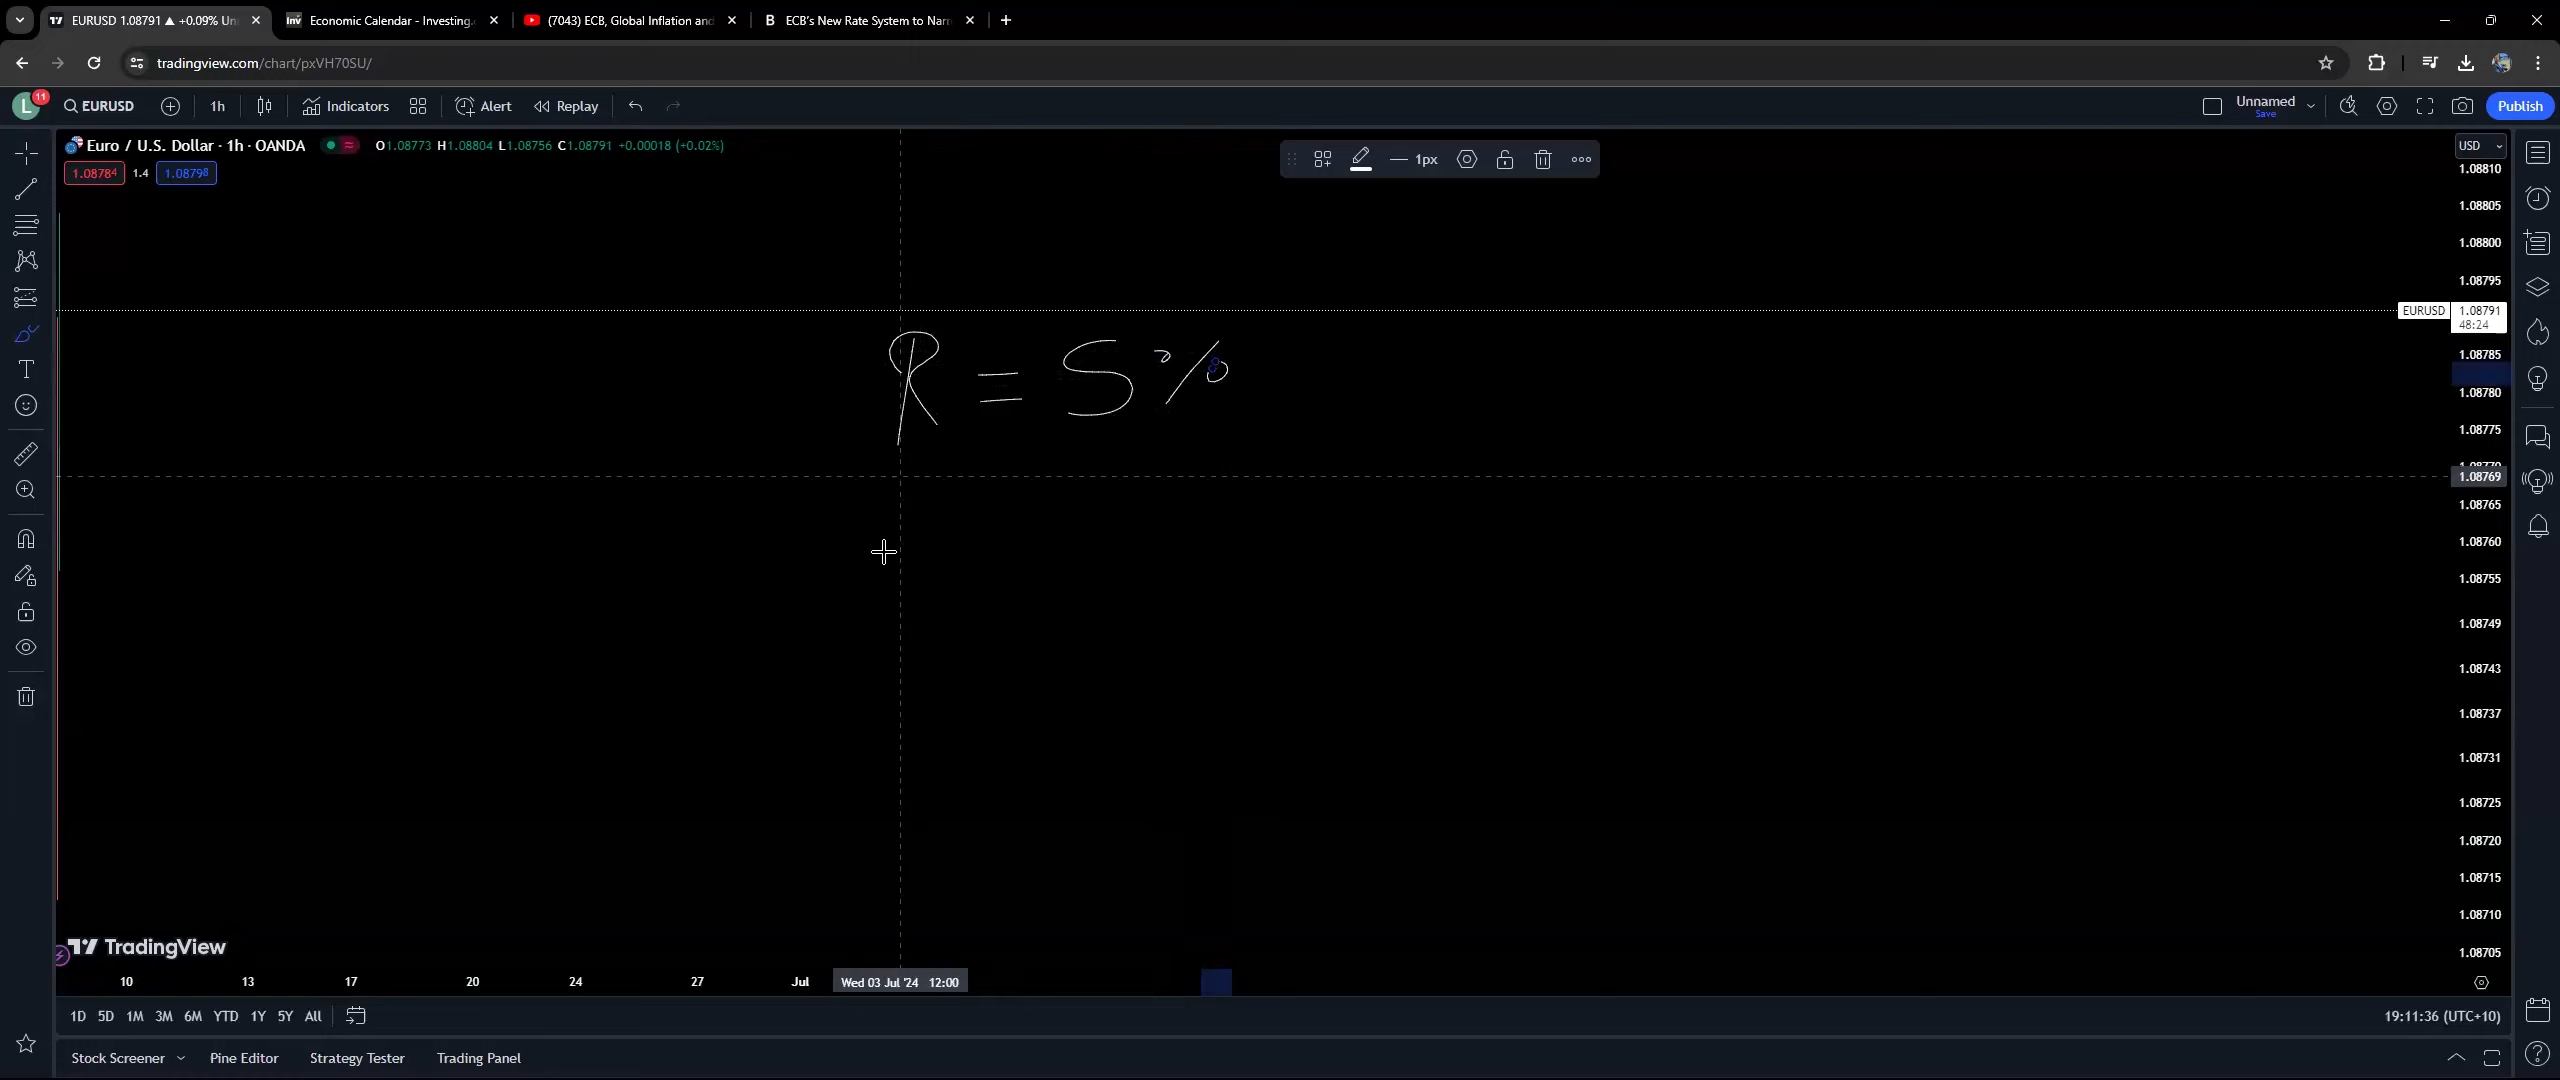 EURUSD 1.08791 ▲ +0.09% Un
Economic Calendar - Investing.
(7043) ECB, Global Inflation and
ECB's New Rate System to Narr
tradingview.com/chart/pxVH70SU/
L 11 EURUSD 1h Indicators Alert Replay Unnamed Save Publish
Euro / U.S. Dollar · 1h · OANDA O1.08773 H1.08804 L1.08756 C1.08791 +0.00018 (+0.02%)
1.08784 1.4 1.08798
1px
USD
1.08810
1.08805
1.08800
1.08795
EURUSD 1.08791
48:24
1.08785
R = 5%
1.08780
1.08775
1.08769
1.08765
1.08760
1.08755
1.08749
1.08743
1.08737
1.08731
1.08725
1.08720
1.08715
1.08710
1.08705
TradingView
10 13 17 20 24 27 Jul Wed 03 Jul '24 12:00
1D 5D 1M 3M 6M YTD 1Y 5Y All 19:11:36 (UTC+10)
Stock Screener Pine Editor Strategy Tester Trading Panel